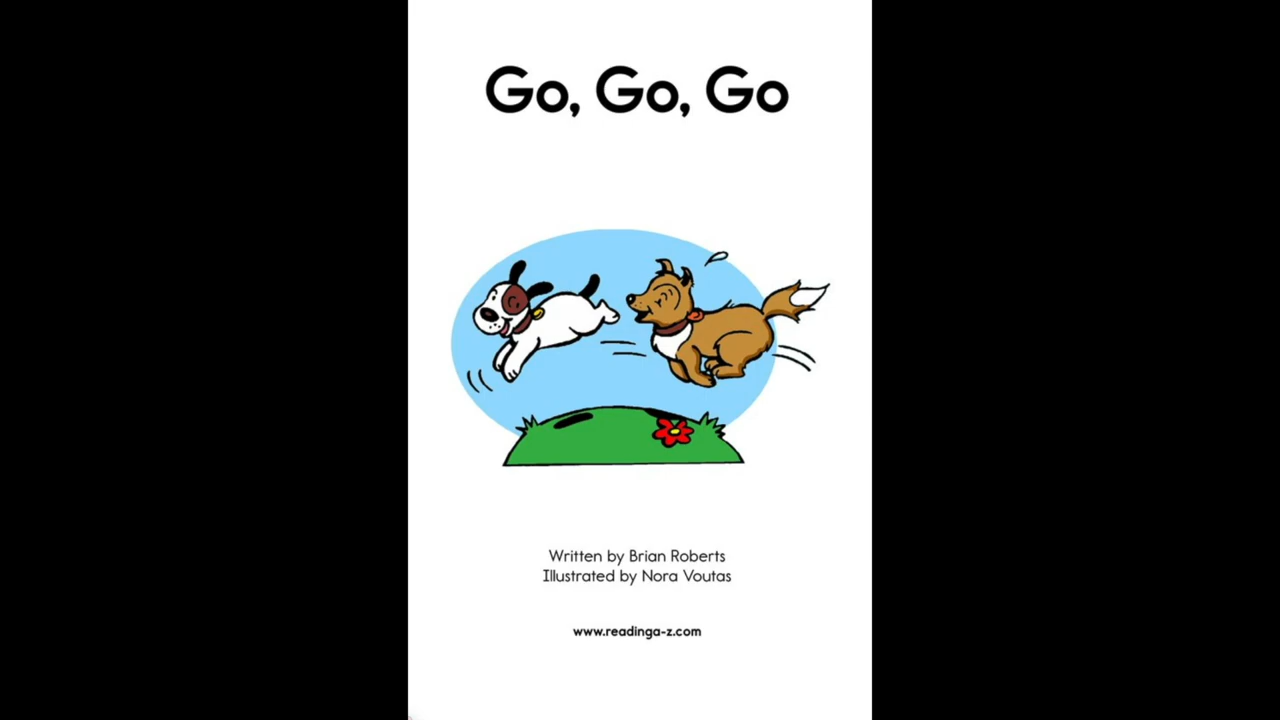 Go, Go, Go
Written by Brian Roberts
Illustrated by Nora Voutas
www.readinga-z.com